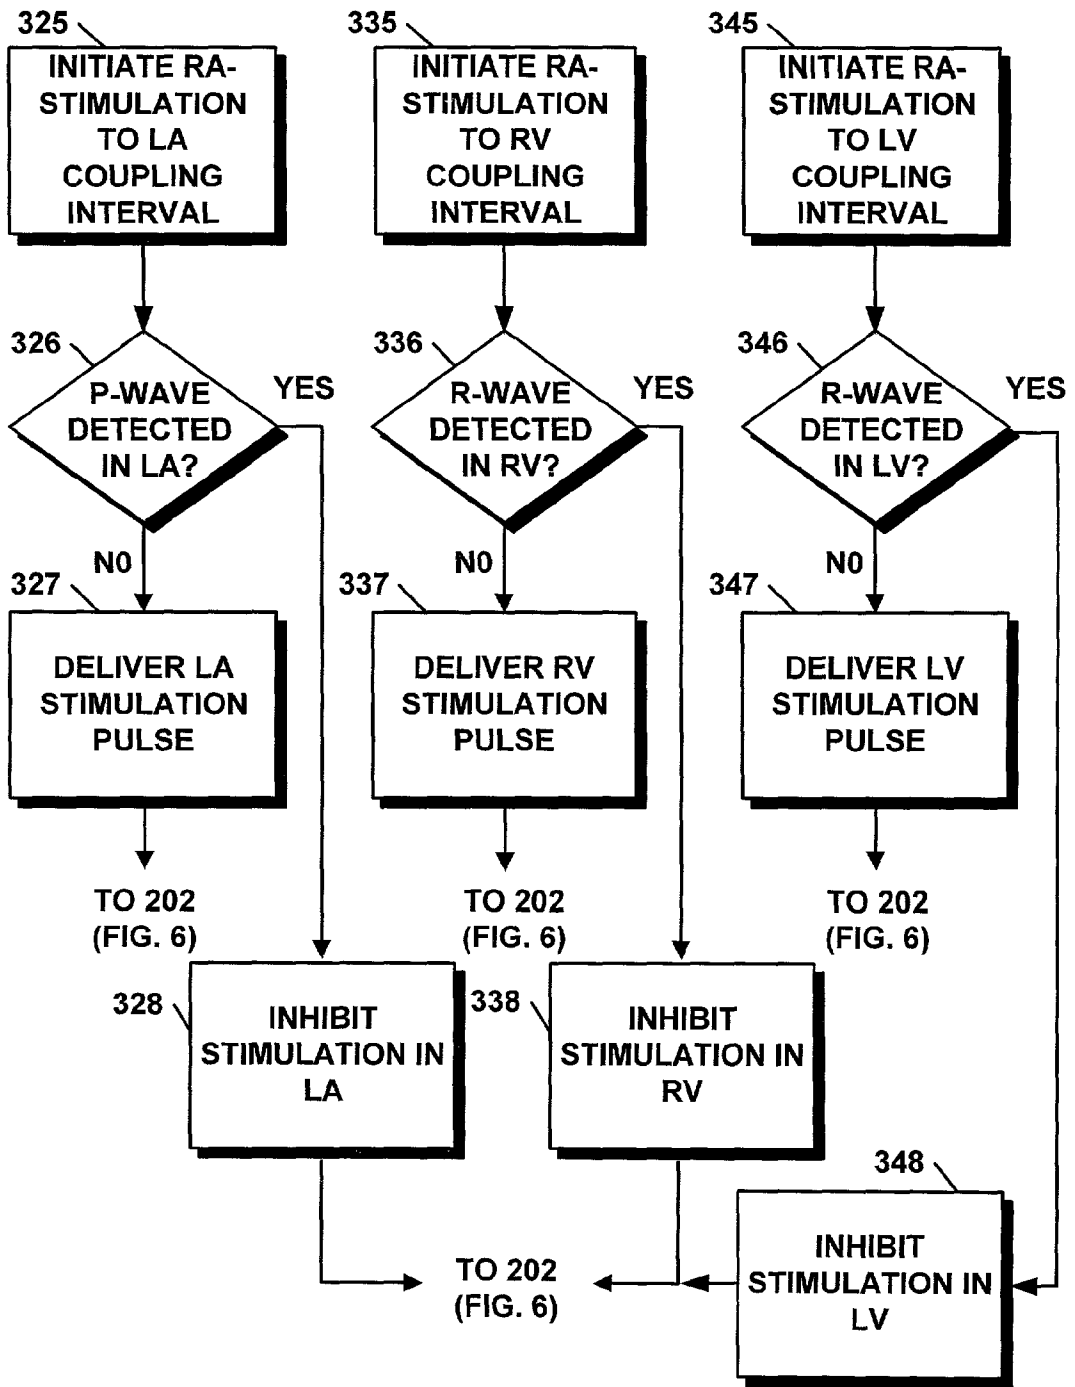 325
INITIATE RA-
STIMULATION
TO LA
COUPLING
INTERVAL
335
INITIATE RA-
STIMULATION
TO RV
COUPLING
INTERVAL
345
INITIATE RA-
STIMULATION
TO LV
COUPLING
INTERVAL
326
P-WAVE
DETECTED
IN LA?
YES
NO
336
R-WAVE
DETECTED
IN RV?
YES
NO
346
R-WAVE
DETECTED
IN LV?
YES
NO
327
DELIVER LA
STIMULATION
PULSE
337
DELIVER RV
STIMULATION
PULSE
347
DELIVER LV
STIMULATION
PULSE
TO 202
(FIG. 6)
TO 202
(FIG. 6)
TO 202
(FIG. 6)
328
INHIBIT
STIMULATION IN
LA
338
INHIBIT
STIMULATION IN
RV
348
INHIBIT
STIMULATION IN
LV
TO 202
(FIG. 6)